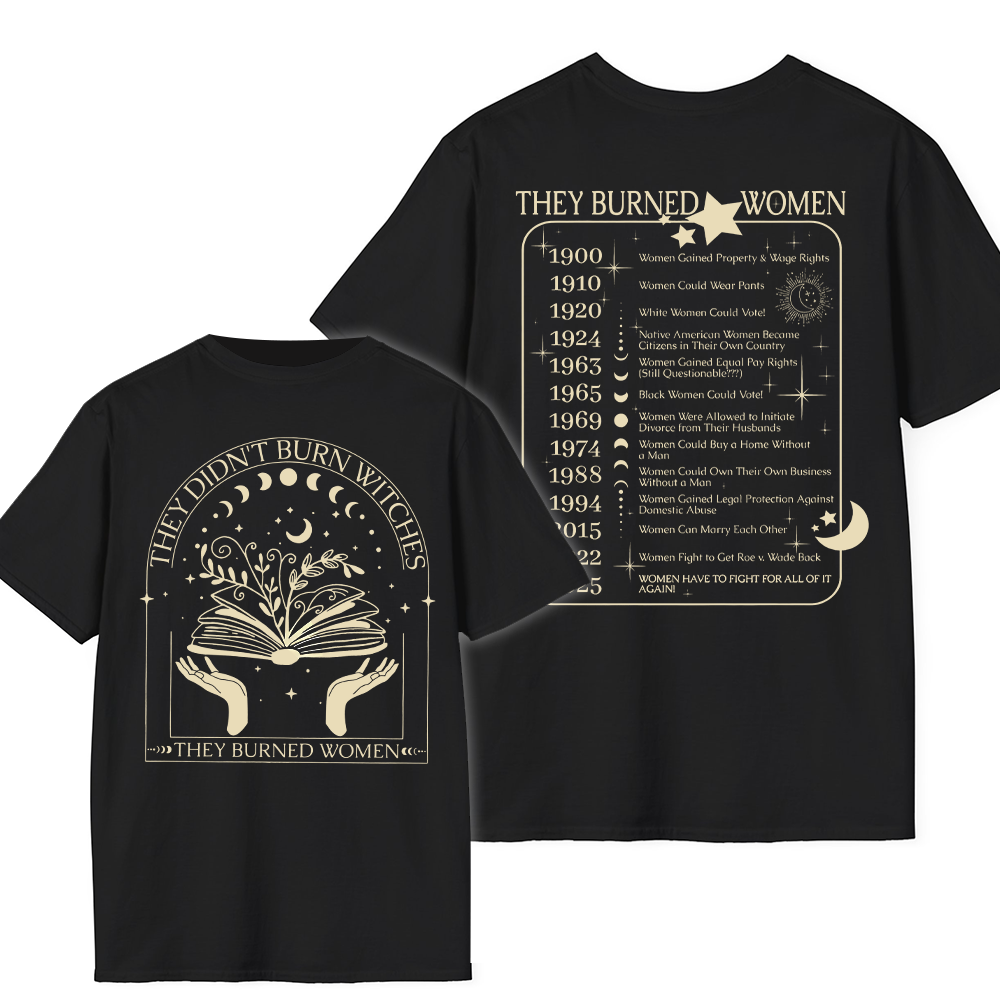 THEY DIDN'T BURN WITCHES
THEY BURNED WOMEN
THEY BURNED WOMEN
1900 Women Gained Property & Wage Rights
1910 Women Could Wear Pants
1920 White Women Could Vote!
1924 Native American Women Became
Citizens in Their Own Country
1963 Women Gained Equal Pay Rights
(Still Questionable???)
1965 Black Women Could Vote!
1969 Women Were Allowed to Initiate
Divorce from Their Husbands
1974 Women Could Buy a Home Without
a Man
1988 Women Could Own Their Own Business
Without a Man
1994 Women Gained Legal Protection Against
Domestic Abuse
2015 Women Can Marry Each Other
22 Women Fight to Get Roe v. Wade Back
25 WOMEN HAVE TO FIGHT FOR ALL OF IT
AGAIN!